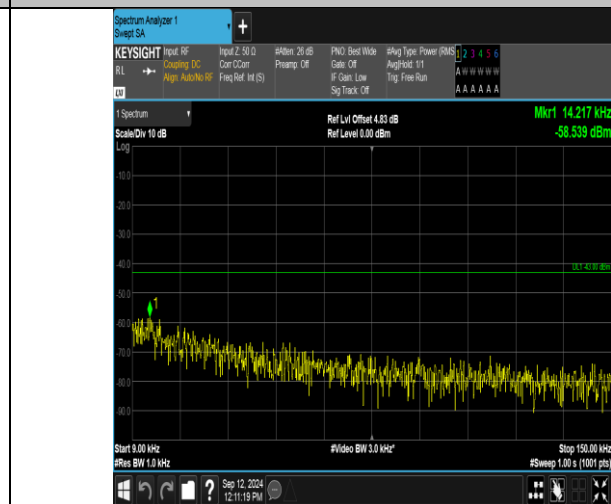 Spectrum Analyzer 1
Swept SA
+
KEYSIGHT
RL
LXI
Input: RF
Coupling: DC
Align: Auto/No RF
Input Z: 50 Ω
Corr CCorr
Freq Ref: Int (S)
#Atten: 26 dB
Preamp: Off
PNO: Best Wide
Gate: Off
IF Gain: Low
Sig Track: Off
#Avg Type: Power (RMS
Avg|Hold: 1/1
Trig: Free Run
1 2 3 4 5 6
A W W W W W
A A A A A A
1 Spectrum
Scale/Div 10 dB
Log
Ref Lvl Offset 4.83 dB
Ref Level 0.00 dBm
Mkr1 14.217 kHz
-58.539 dBm
-10.0
-20.0
-30.0
-40.0
DL1 -43.00 dBm
-50.0
1
-60.0
-70.0
-80.0
-90.0
Start 9.00 kHz
#Res BW 1.0 kHz
#Video BW 3.0 kHz*
Stop 150.00 kHz
#Sweep 1.00 s (1001 pts)
?
Sep 12, 2024
12:11:19 PM